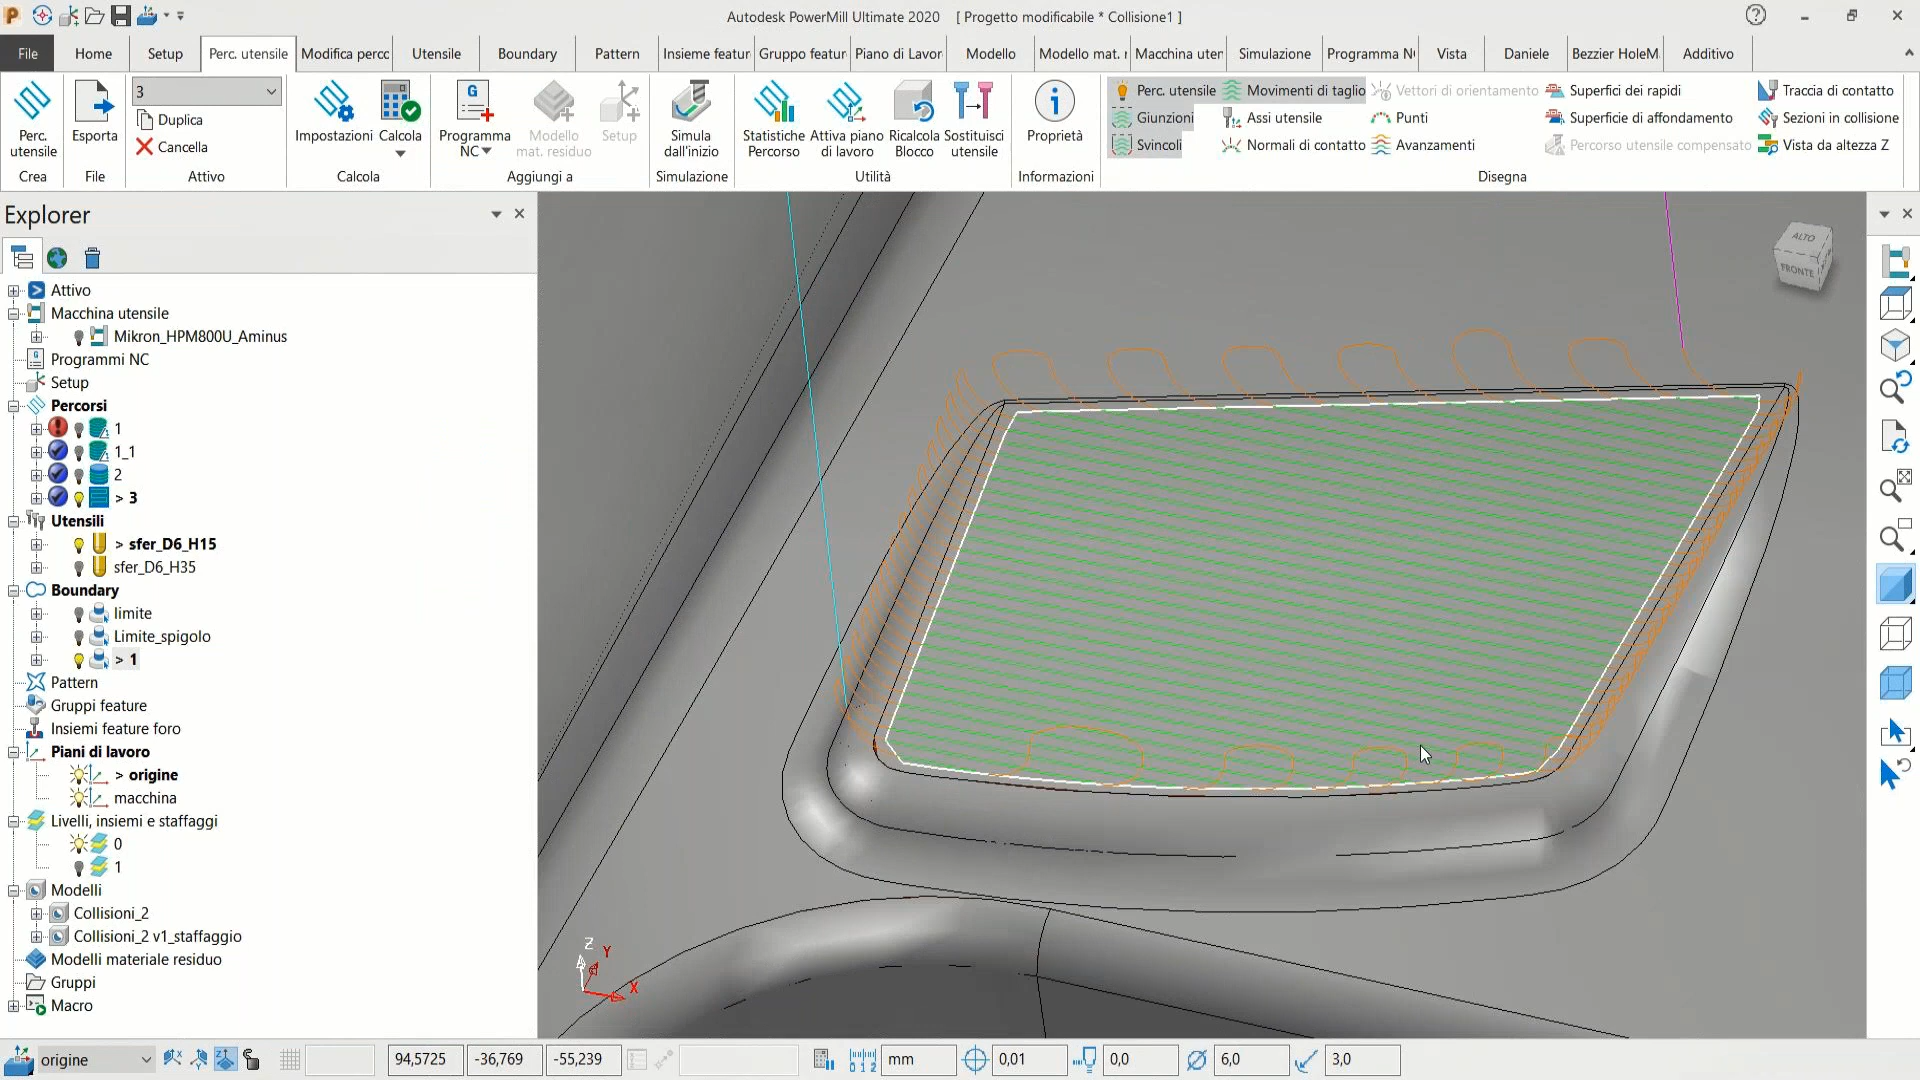 Autodesk PowerMill Ultimate 2020    [ Progetto modificabile * Collisione1 ]
File
Home
Setup
Perc. utensile
Modifica percc
Utensile
Boundary
Pattern
Insieme featur
Gruppo featur
Piano di Lavor
Modello
Modello mat. r
Macchina uter
Simulazione
Programma N
Vista
Daniele
Bezzier HoleM
Additivo
Perc. utensile
Esporta
3
Duplica
Cancella
Impostazioni
Calcola
Programma NC
Modello mat. residuo
Setup
Simula dall'inizio
Statistiche Percorso
Attiva piano di lavoro
Ricalcola Blocco
Sostituisci utensile
Proprietà
Perc. utensile
Movimenti di taglio
Vettori di orientamento
Superfici dei rapidi
Traccia di contatto
Giunzioni
Assi utensile
Punti
Superficie di affondamento
Sezioni in collisione
Svincoli
Normali di contatto
Avanzamenti
Percorso utensile compensato
Vista da altezza Z
Crea
File
Attivo
Calcola
Aggiungi a
Simulazione
Utilità
Informazioni
Disegna
Explorer
Attivo
Macchina utensile
Mikron_HPM800U_Aminus
Programmi NC
Setup
Percorsi
1
1_1
2
> 3
Utensili
> sfer_D6_H15
sfer_D6_H35
Boundary
limite
Limite_spigolo
> 1
Pattern
Gruppi feature
Insiemi feature foro
Piani di lavoro
> origine
macchina
Livelli, insiemi e staffaggi
0
1
Modelli
Collisioni_2
Collisioni_2 v1_staffaggio
Modelli materiale residuo
Gruppi
Macro
ALTO
FRONTE
Z
Y
X
origine
94,5725
-36,769
-55,239
mm
0,01
0,0
6,0
3,0